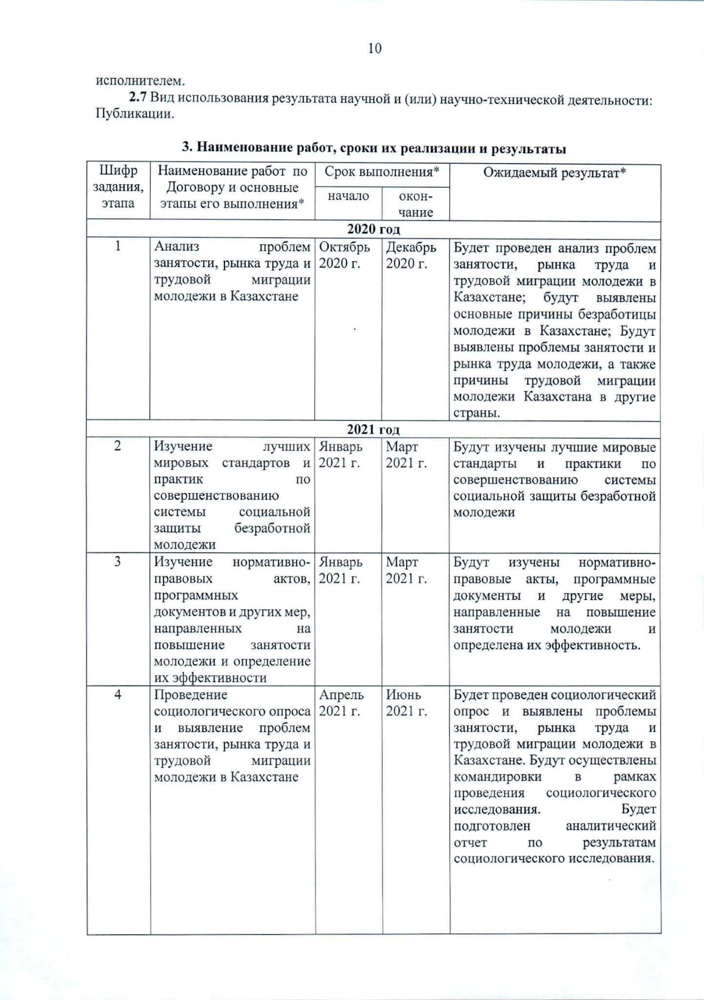 10
исполнителем.
2.7 Вид использования результата научной и (или) научно-технической деятельности:
Публикации.
3. Наименование работ, сроки их реализации и результаты
Шифр
задания,
этапа
Наименование работ по
Договору и основные
этапы его выполнения*
Срок выполнения*
начало
окон-
чание
Ожидаемый результат*
2020 год
1
Анализ проблем
занятости, рынка труда и
трудовой миграции
молодежи в Казахстане
Октябрь
2020 г.
Декабрь
2020 г.
Будет проведен анализ проблем
занятости, рынка труда и
трудовой миграции молодежи в
Казахстане; будут выявлены
основные причины безработицы
молодежи в Казахстане; Будут
выявлены проблемы занятости и
рынка труда молодежи, а также
причины трудовой миграции
молодежи Казахстана в другие
страны.
2021 год
2
Изучение лучших
мировых стандартов и
практик по
совершенствованию
системы социальной
защиты безработной
молодежи
Январь
2021 г.
Март
2021 г.
Будут изучены лучшие мировые
стандарты и практики по
совершенствованию системы
социальной защиты безработной
молодежи
3
Изучение нормативно-
правовых актов,
программных
документов и других мер,
направленных на
повышение занятости
молодежи и определение
их эффективности
Январь
2021 г.
Март
2021 г.
Будут изучены нормативно-
правовые акты, программные
документы и другие меры,
направленные на повышение
занятости молодежи и
определена их эффективность.
4
Проведение
социологического опроса
и выявление проблем
занятости, рынка труда и
трудовой миграции
молодежи в Казахстане
Апрель
2021 г.
Июнь
2021 г.
Будет проведен социологический
опрос и выявлены проблемы
занятости, рынка труда и
трудовой миграции молодежи в
Казахстане. Будут осуществлены
командировки в рамках
проведения социологического
исследования. Будет
подготовлен аналитический
отчет по результатам
социологического исследования.